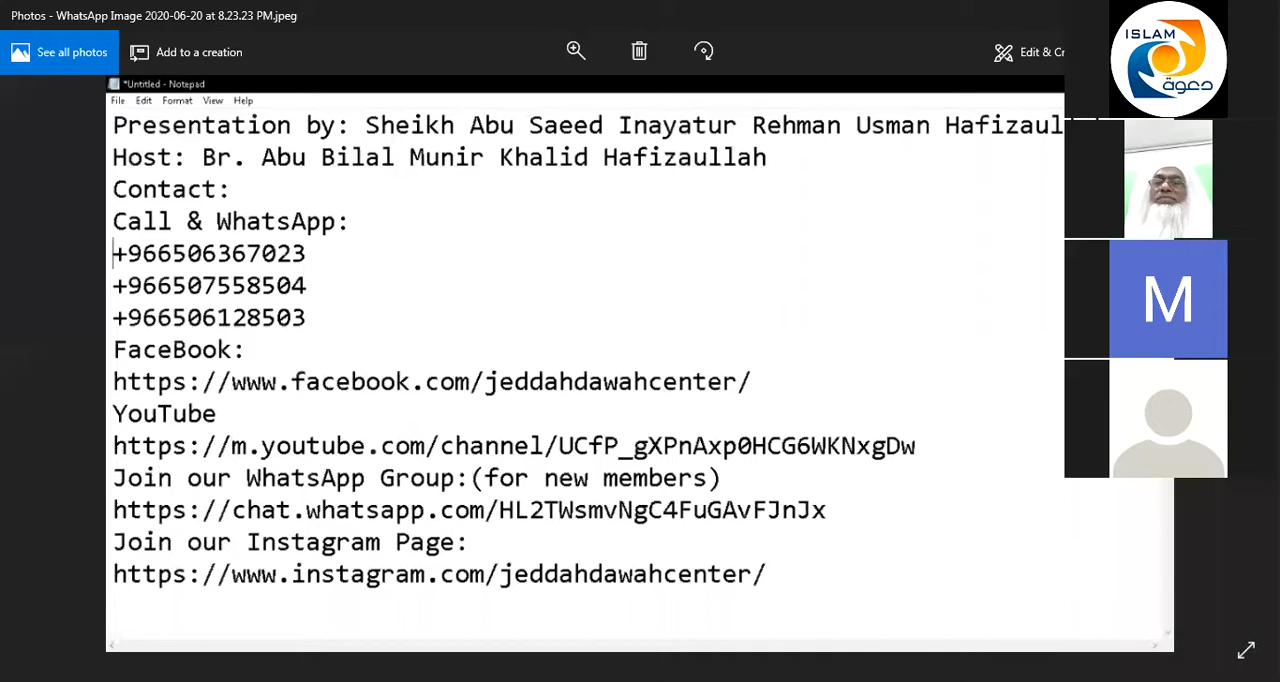 Photos - WhatsApp Image 2020-06-20 at 8.23.23 PM.jpeg
See all photos
Add to a creation
Edit & Cr
*Untitled - Notepad
File Edit Format View Help
Presentation by: Sheikh Abu Saeed Inayatur Rehman Usman Hafizaul
Host: Br. Abu Bilal Munir Khalid Hafizaullah
Contact:
Call & WhatsApp:
+966506367023
+966507558504
+966506128503
FaceBook:
https://www.facebook.com/jeddahdawahcenter/
YouTube
https://m.youtube.com/channel/UCfP_gXPnAxp0HCG6WKNxgDw
Join our WhatsApp Group:(for new members)
https://chat.whatsapp.com/HL2TWsmvNgC4FuGAvFJnJx
Join our Instagram Page:
https://www.instagram.com/jeddahdawahcenter/
ISLAM
دعوة
M